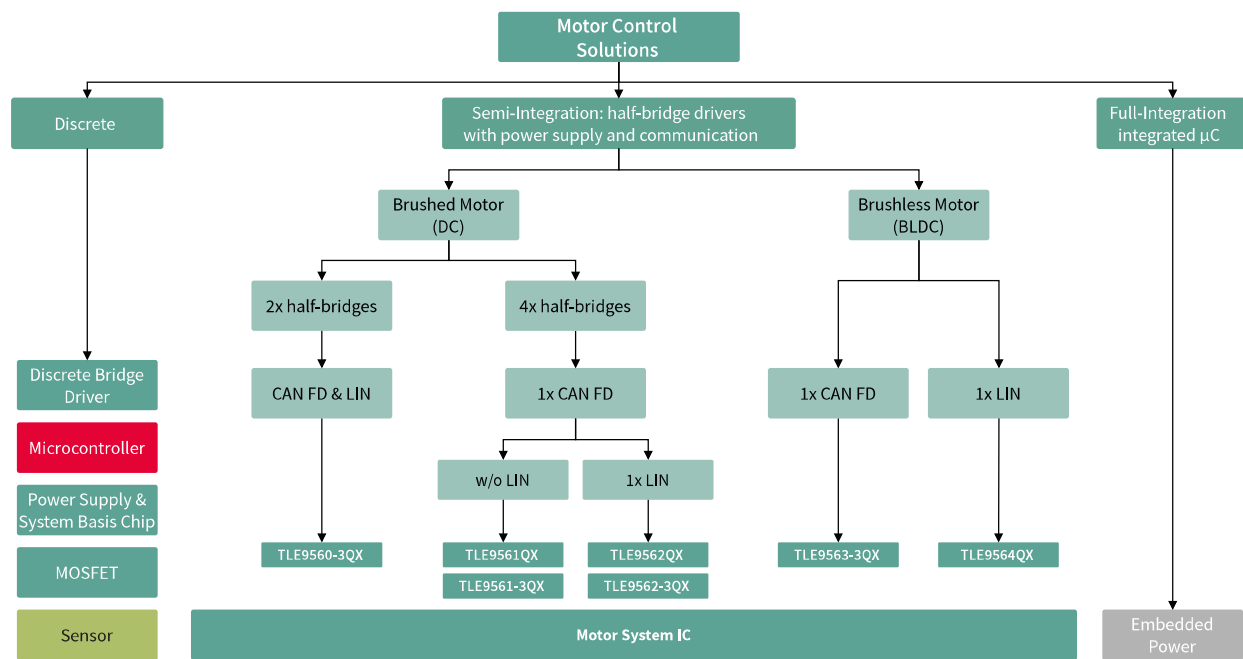 Motor Control
Solutions
Discrete
Semi-Integration: half-bridge drivers
with power supply and communication
Full-Integration
integrated µC
Brushed Motor
(DC)
Brushless Motor
(BLDC)
2x half-bridges
4x half-bridges
Discrete Bridge
Driver
CAN FD & LIN
1x CAN FD
1x CAN FD
1x LIN
Microcontroller
w/o LIN
1x LIN
Power Supply &
System Basis Chip
TLE9560-3QX
TLE9561QX
TLE9562QX
TLE9563-3QX
TLE9564QX
MOSFET
TLE9561-3QX
TLE9562-3QX
Sensor
Motor System IC
Embedded
Power